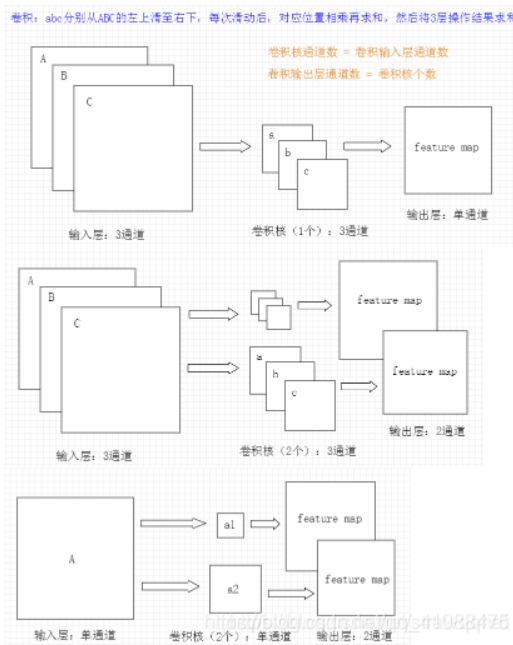 卷积：abc分别从ABC的左上滑至右下，每次滑动后，对应位置相乘再求和，然后将3层操作结果求和
卷积核通道数 = 卷积输入层通道数
卷积输出层通道数 = 卷积核个数
A
B
C
a
b
c
feature map
输入层：3通道
卷积核（1个）：3通道
输出层：单通道
A
B
C
a
b
c
feature map
feature map
输入层：3通道
卷积核（2个）：3通道
输出层：2通道
A
a1
a2
feature map
feature map
输入层：单通道
卷积核（2个）：单通道
输出层：2通道